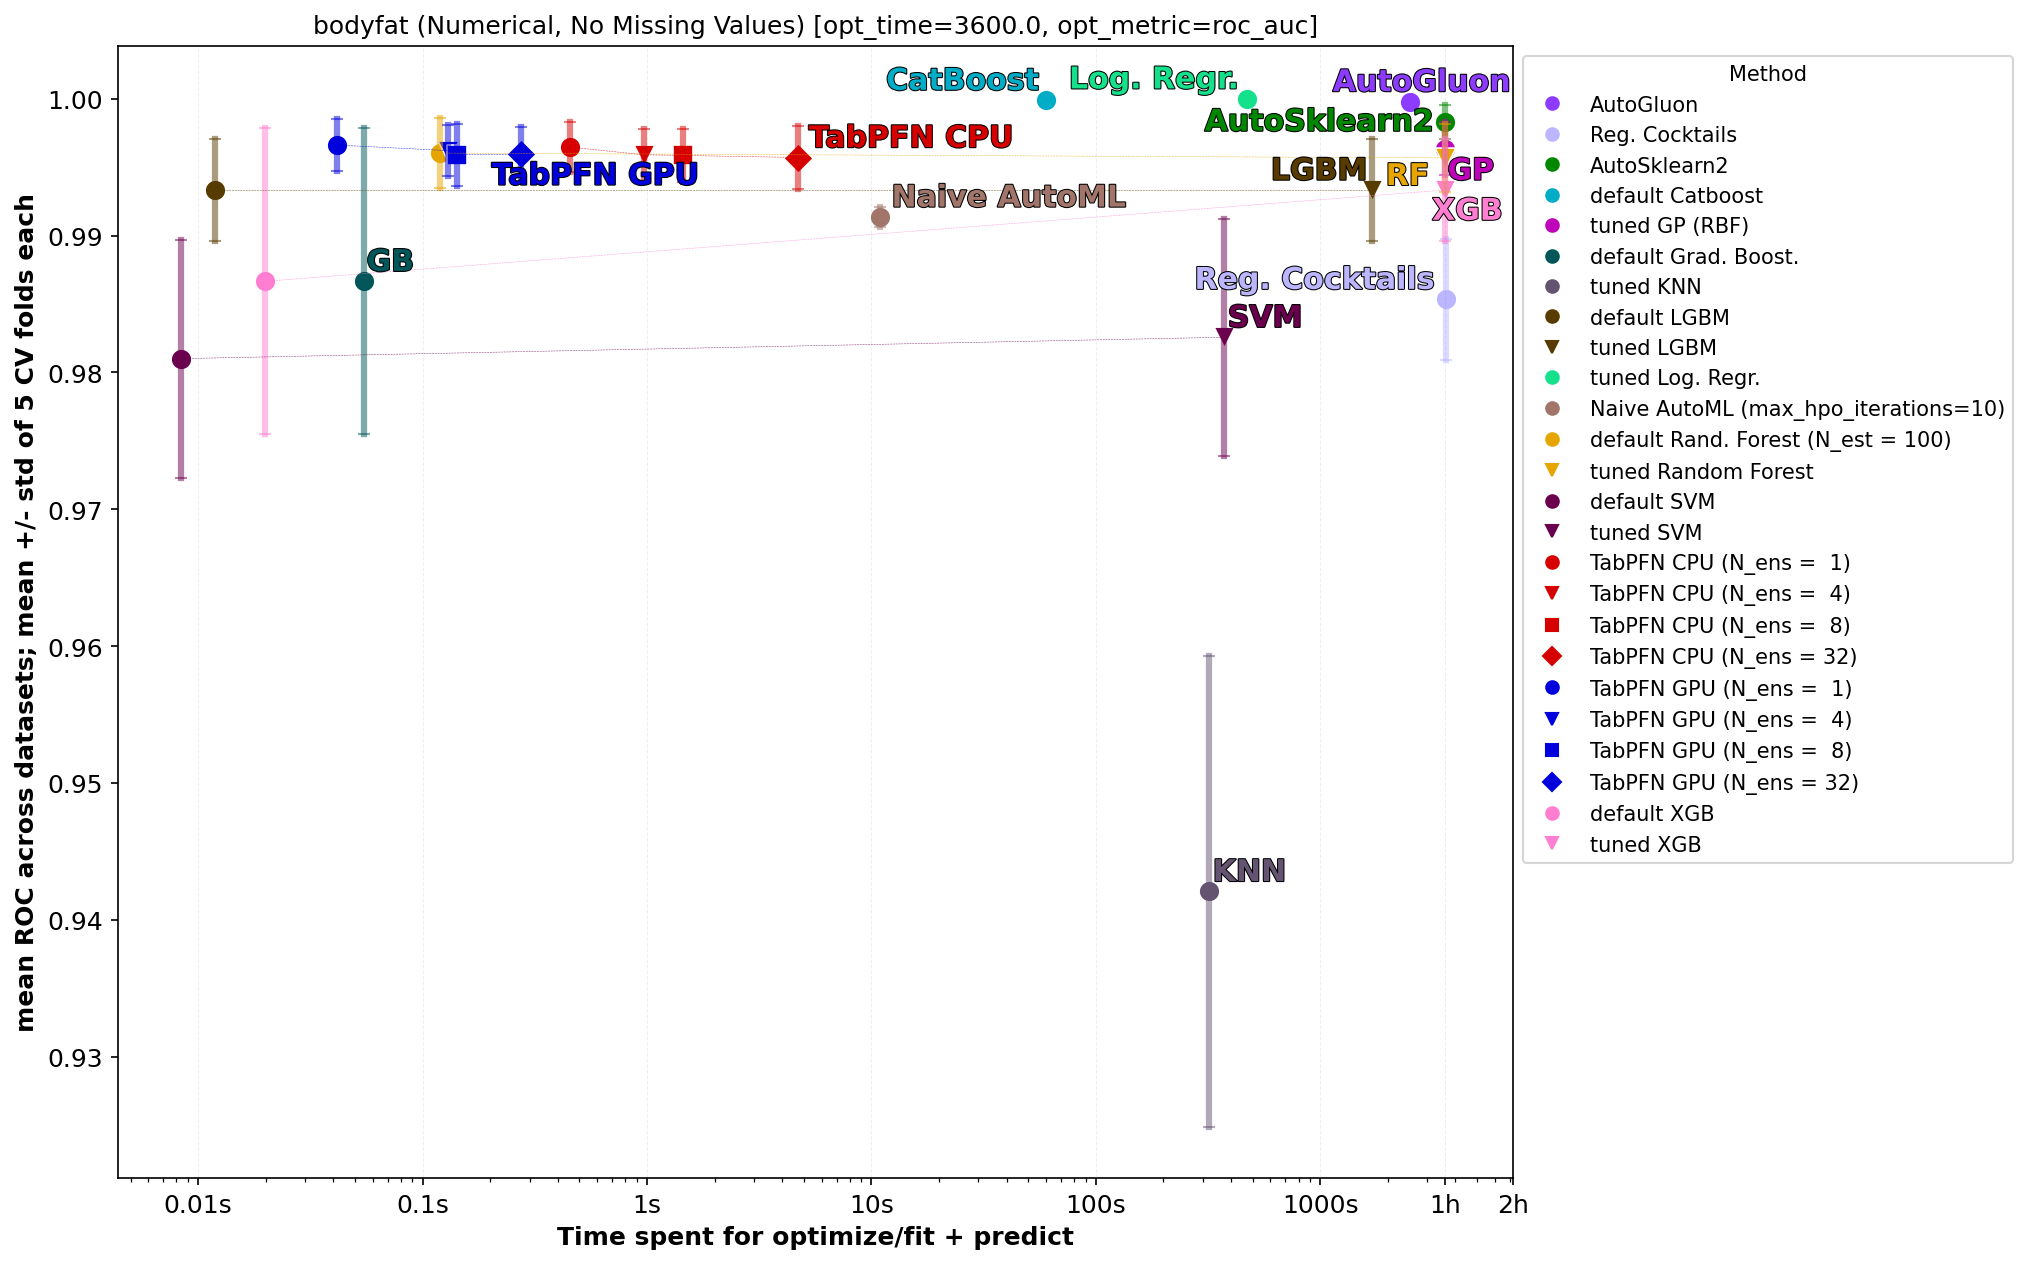 bodyfat (Numerical, No Missing Values) [opt_time=3600.0, opt_metric=roc_auc]
mean ROC across datasets; mean +/- std of 5 CV folds each
1.00
0.99
0.98
0.97
0.96
0.95
0.94
0.93
CatBoost
Log. Regr.
AutoGluon
AutoSklearn2
TabPFN CPU
TabPFN GPU
LGBM
RF
GP
Naive AutoML
XGB
GB
Reg. Cocktails
SVM
KNN
0.01s
0.1s
1s
10s
100s
1000s
1h
2h
Time spent for optimize/fit + predict
Method
AutoGluon
Reg. Cocktails
AutoSklearn2
default Catboost
tuned GP (RBF)
default Grad. Boost.
tuned KNN
default LGBM
tuned LGBM
tuned Log. Regr.
Naive AutoML (max_hpo_iterations=10)
default Rand. Forest (N_est = 100)
tuned Random Forest
default SVM
tuned SVM
TabPFN CPU (N_ens =  1)
TabPFN CPU (N_ens =  4)
TabPFN CPU (N_ens =  8)
TabPFN CPU (N_ens = 32)
TabPFN GPU (N_ens =  1)
TabPFN GPU (N_ens =  4)
TabPFN GPU (N_ens =  8)
TabPFN GPU (N_ens = 32)
default XGB
tuned XGB